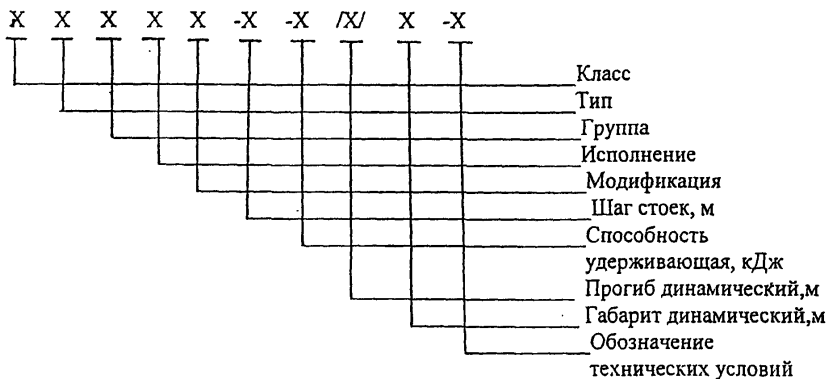 X X X X X -X -X /X/ X -X
Класс
Тип
Группа
Исполнение
Модификация
Шаг стоек, м
Способность
удерживающая, кДж
Прогиб динамический,м
Габарит динамический,м
Обозначение
технических условий